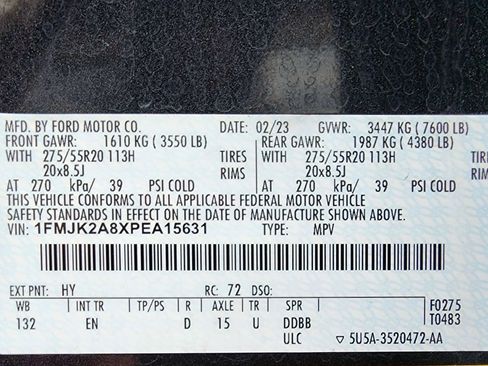 MFD. BY FORD MOTOR CO. DATE: 02/23 GVWR: 3447 KG ( 7600 LB)
FRONT GAWR: 1610 KG ( 3550 LB) REAR GAWR: 1987 KG ( 4380 LB)
WITH 275/55R20 113H TIRES WITH 275/55R20 113H TIRES
20x8.5J RIMS 20x8.5J RIMS
AT 270 kPa/ 39 PSI COLD AT 270 kPa/ 39 PSI COLD
THIS VEHICLE CONFORMS TO ALL APPLICABLE FEDERAL MOTOR VEHICLE
SAFETY STANDARDS IN EFFECT ON THE DATE OF MANUFACTURE SHOWN ABOVE.
VIN: 1FMJK2A8XPEA15631 TYPE: MPV
EXT PNT: HY RC: 72 DSO:
WB INT TR TP/PS R AXLE TR SPR F0275
132 EN D 15 U DDBB T0483
ULC ▽ 5U5A-3520472-AA